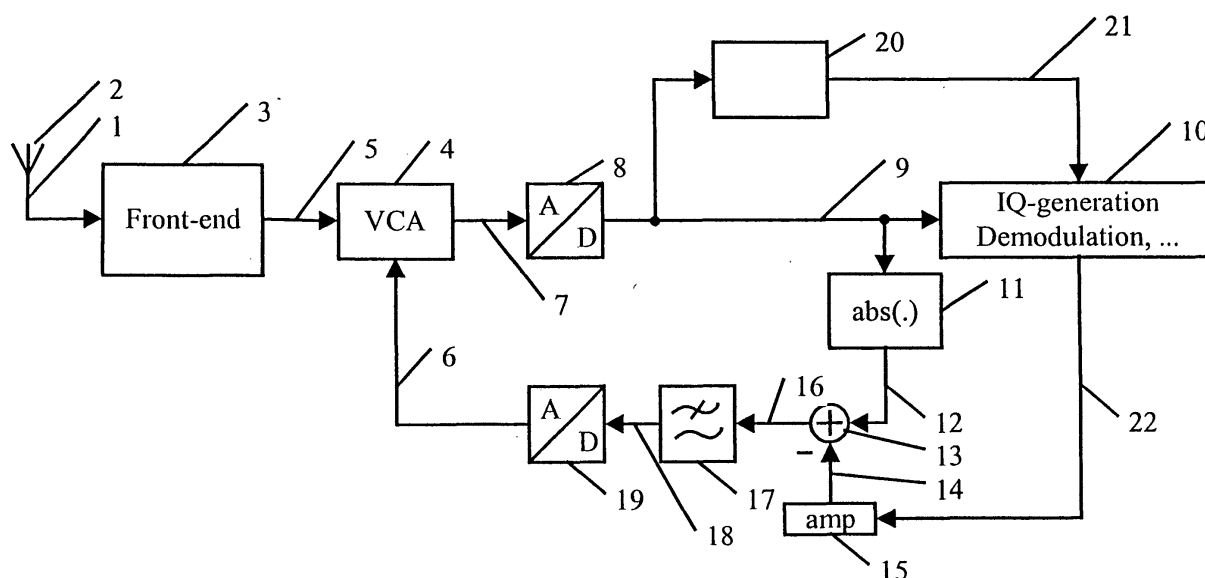 20
21
2
1
3
5
4
8
9
10
Front-end
VCA
A
D
IQ-generation
Demodulation, ...
7
abs(.)
11
6
16
12
22
A
D
+
13
−
14
19
17
18
amp
15